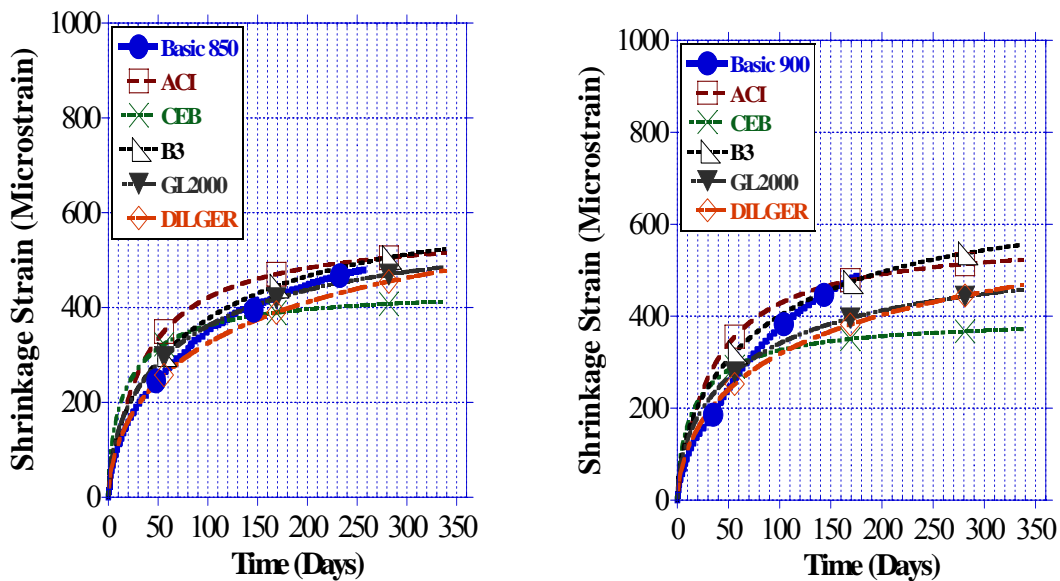 Shrinkage Strain (Microstrain)
1000
800
600
400
200
0
Basic 850
ACI
CEB
B3
GL2000
DILGER
0 50 100 150 200 250 300 350
Time (Days)
Shrinkage Strain (Microstrain)
1000
800
600
400
200
0
Basic 900
ACI
CEB
B3
GL2000
DILGER
0 50 100 150 200 250 300 350
Time (Days)